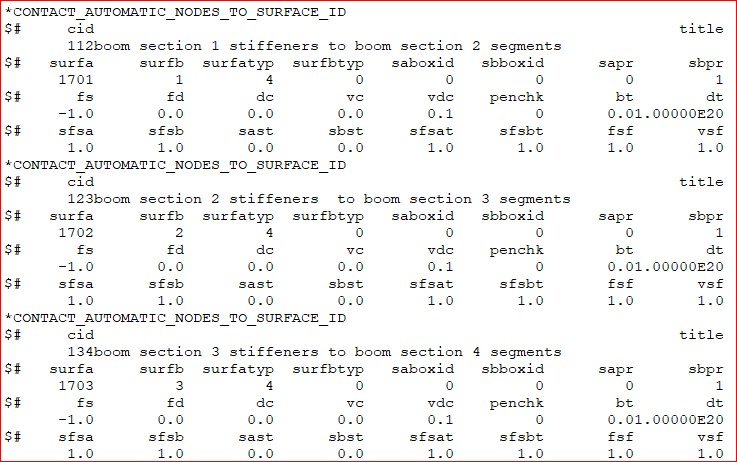 *CONTACT_AUTOMATIC_NODES_TO_SURFACE_ID
$#     cid                                                                 title
       112boom section 1 stiffeners to boom section 2 segments
$#   surfa     surfb  surfatyp  surfbtyp   saboxid   sbboxid      sapr      sbpr
      1701         1         4         0         0         0         0         1
$#      fs        fd        dc        vc       vdc    penchk        bt        dt
      -1.0       0.0       0.0       0.0       0.1         0       0.01.00000E20
$#    sfsa      sfsb      sast      sbst     sfsat     sfsbt       fsf       vsf
       1.0       1.0       0.0       0.0       1.0       1.0       1.0       1.0
*CONTACT_AUTOMATIC_NODES_TO_SURFACE_ID
$#     cid                                                                 title
       123boom section 2 stiffeners  to boom section 3 segments
$#   surfa     surfb  surfatyp  surfbtyp   saboxid   sbboxid      sapr      sbpr
      1702         2         4         0         0         0         0         1
$#      fs        fd        dc        vc       vdc    penchk        bt        dt
      -1.0       0.0       0.0       0.0       0.1         0       0.01.00000E20
$#    sfsa      sfsb      sast      sbst     sfsat     sfsbt       fsf       vsf
       1.0       1.0       0.0       0.0       1.0       1.0       1.0       1.0
*CONTACT_AUTOMATIC_NODES_TO_SURFACE_ID
$#     cid                                                                 title
       134boom section 3 stiffeners to boom section 4 segments
$#   surfa     surfb  surfatyp  surfbtyp   saboxid   sbboxid      sapr      sbpr
      1703         3         4         0         0         0         0         1
$#      fs        fd        dc        vc       vdc    penchk        bt        dt
      -1.0       0.0       0.0       0.0       0.1         0       0.01.00000E20
$#    sfsa      sfsb      sast      sbst     sfsat     sfsbt       fsf       vsf
       1.0       1.0       0.0       0.0       1.0       1.0       1.0       1.0